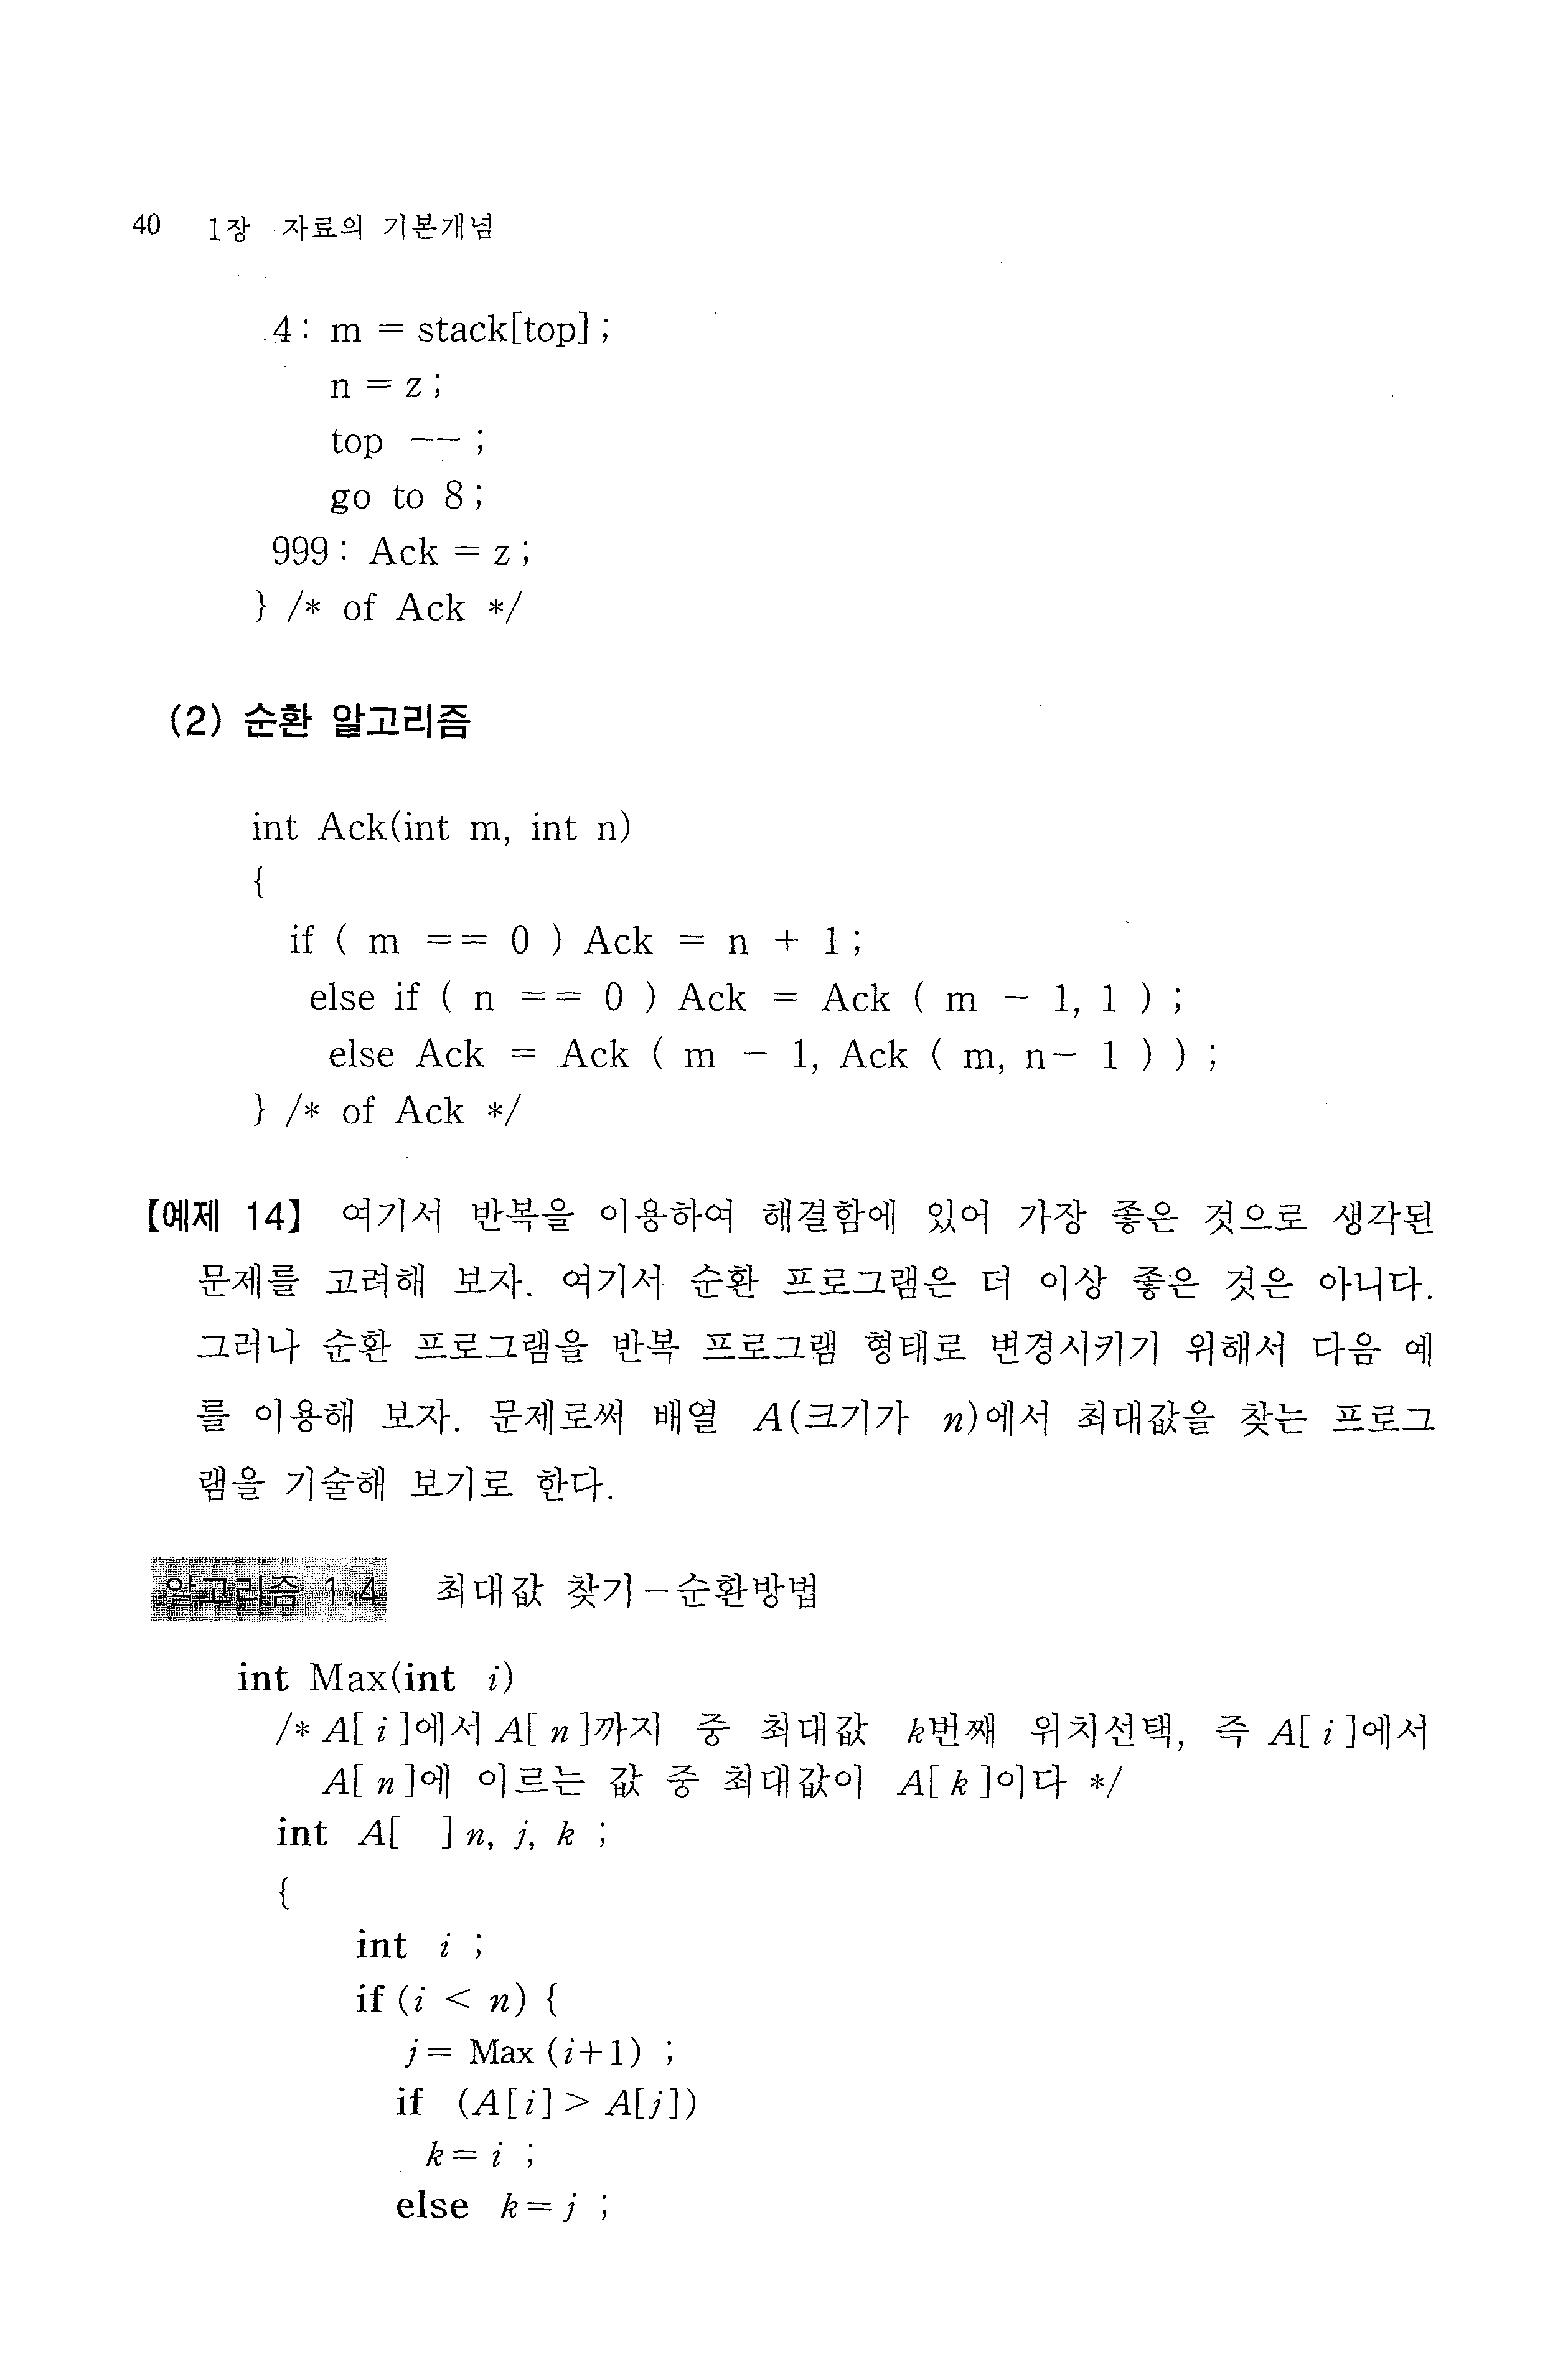 40 1장 자료의 기본개념
4: m = stack[top] ;
n = z ;
top -- ;
go to 8 ;
999 : Ack = z ;
} /* of Ack */
(2) 순환 알고리즘
int Ack(int m, int n)
{
if ( m == 0 ) Ack = n + 1 ;
else if ( n == 0 ) Ack = Ack ( m - 1, 1 ) ;
else Ack = Ack ( m - 1, Ack ( m, n- 1 ) ) ;
} /* of Ack */
【예제 14】 여기서 반복을 이용하여 해결함에 있어 가장 좋은 것으로 생각된
문제를 고려해 보자. 여기서 순환 프로그램은 더 이상 좋은 것은 아니다.
그러나 순환 프로그램을 반복 프로그램 형태로 변경시키기 위해서 다음 예
를 이용해 보자. 문제로써 배열 A(크기가 n)에서 최대값을 찾는 프로그
램을 기술해 보기로 한다.
알고리즘 1.4 최대값 찾기-순환방법
int Max(int i)
/* A[ i ]에서 A[ n ]까지 중 최대값 k번째 위치선택, 즉 A[ i ]에서
A[ n ]에 이르는 값 중 최대값이 A[ k ]이다 */
int A[ ] n, j, k ;
{
int i ;
if (i < n) {
j = Max (i+1) ;
if (A[i] > A[j])
k = i ;
else k = j ;